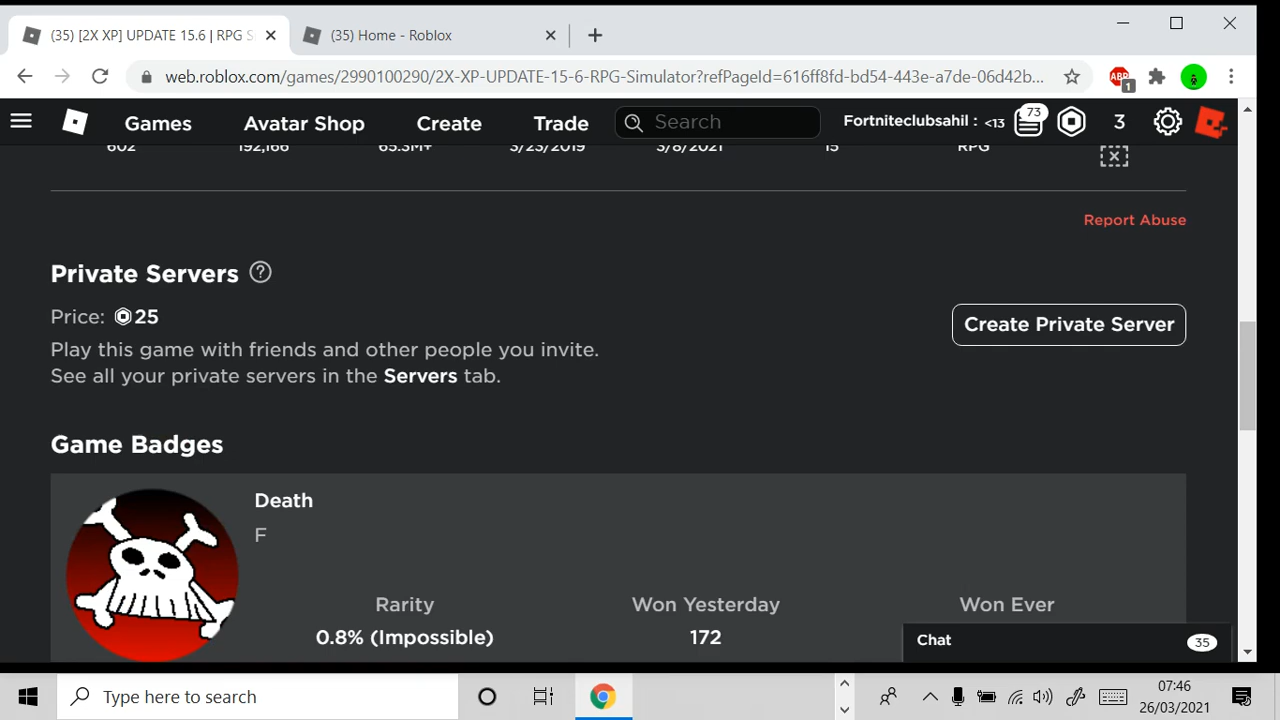 (35) [2X XP] UPDATE 15.6 | RPG S
(35) Home - Roblox
web.roblox.com/games/2990100290/2X-XP-UPDATE-15-6-RPG-Simulator?refPageId=616ff8fd-bd54-443e-a7de-06d42b...
ABP
1
Games
Avatar Shop
Create
Trade
Search
Fortniteclubsahil : <13
73
3
602 192,166 65.3M+ 3/23/2019 3/8/2021 15 RPG
Report Abuse
Private Servers ?
Price: 25
Create Private Server
Play this game with friends and other people you invite.
See all your private servers in the Servers tab.
Game Badges
Death
F
Rarity Won Yesterday Won Ever
0.8% (Impossible) 172
Chat 35
Type here to search
07:46
26/03/2021